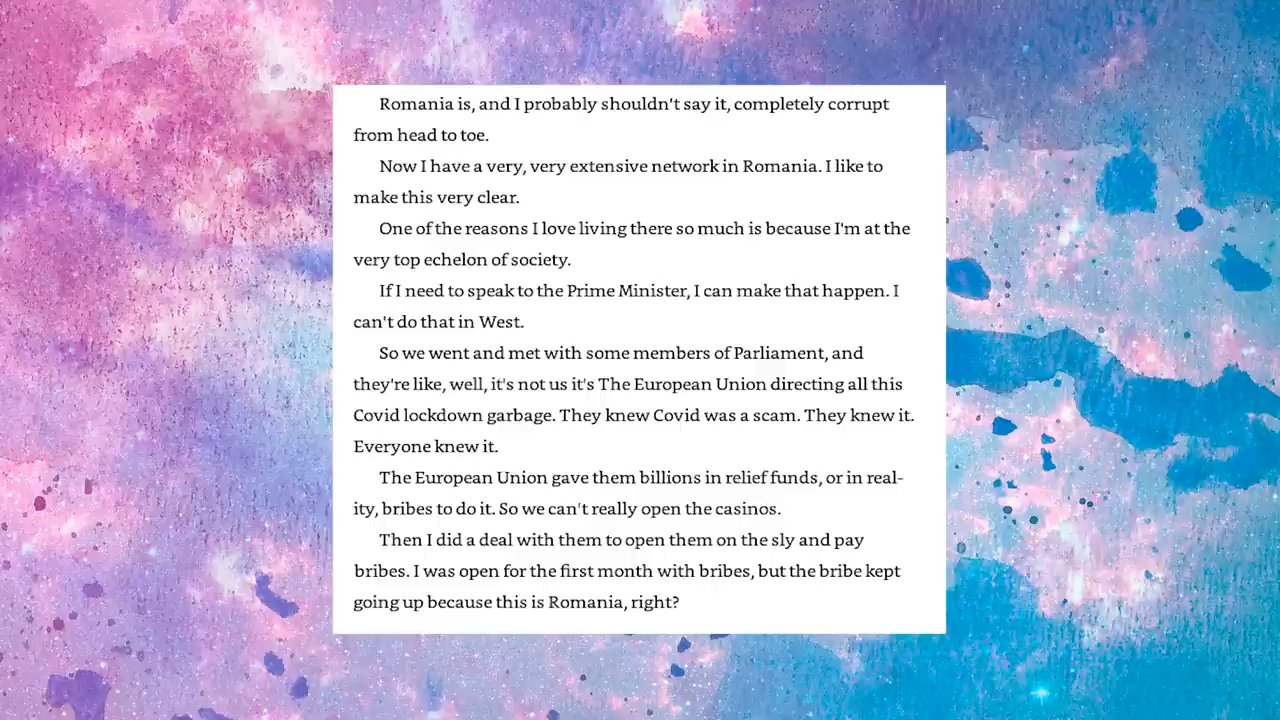 Romania is, and I probably shouldn't say it, completely corrupt
from head to toe.
Now I have a very, very extensive network in Romania. I like to
make this very clear.
One of the reasons I love living there so much is because I'm at the
very top echelon of society.
If I need to speak to the Prime Minister, I can make that happen. I
can't do that in West.
So we went and met with some members of Parliament, and
they're like, well, it's not us it's The European Union directing all this
Covid lockdown garbage. They knew Covid was a scam. They knew it.
Everyone knew it.
The European Union gave them billions in relief funds, or in real-
ity, bribes to do it. So we can't really open the casinos.
Then I did a deal with them to open them on the sly and pay
bribes. I was open for the first month with bribes, but the bribe kept
going up because this is Romania, right?